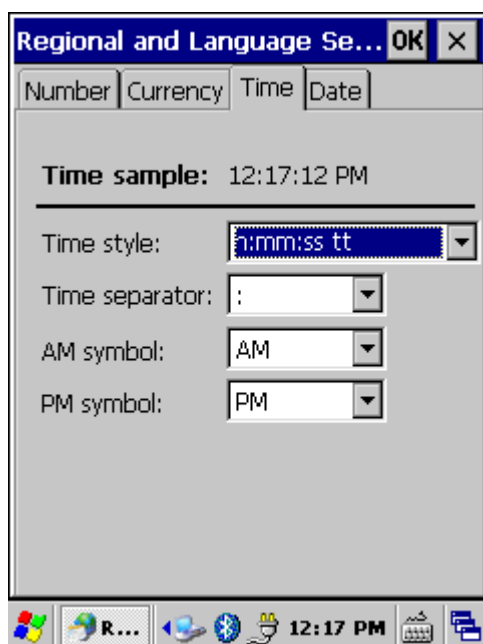 Regional and Language Se... OK ×
Number Currency Time Date
Time sample: 12:17:12 PM
Time style: h:mm:ss tt
Time separator: :
AM symbol: AM
PM symbol: PM
R... 12:17 PM